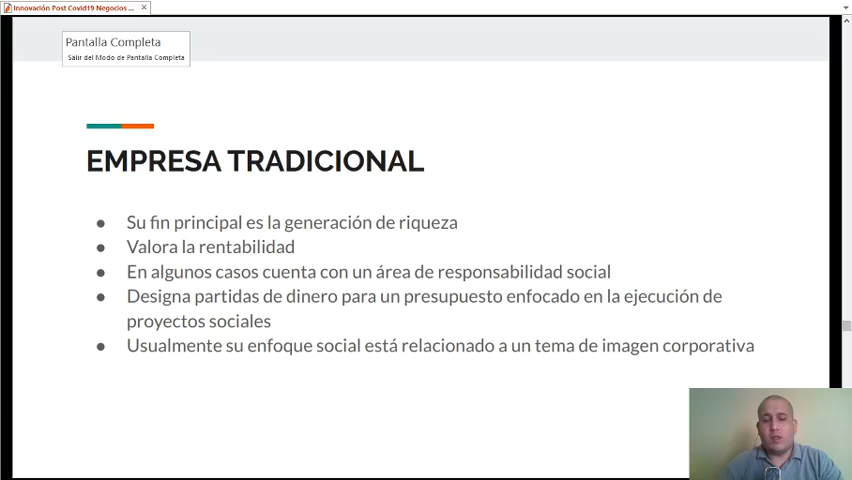 Innovación Post Covid19 Negocios ...
Pantalla Completa
Salir del Modo de Pantalla Completa
EMPRESA TRADICIONAL
● Su fin principal es la generación de riqueza
● Valora la rentabilidad
● En algunos casos cuenta con un área de responsabilidad social
● Designa partidas de dinero para un presupuesto enfocado en la ejecución de
proyectos sociales
● Usualmente su enfoque social está relacionado a un tema de imagen corporativa